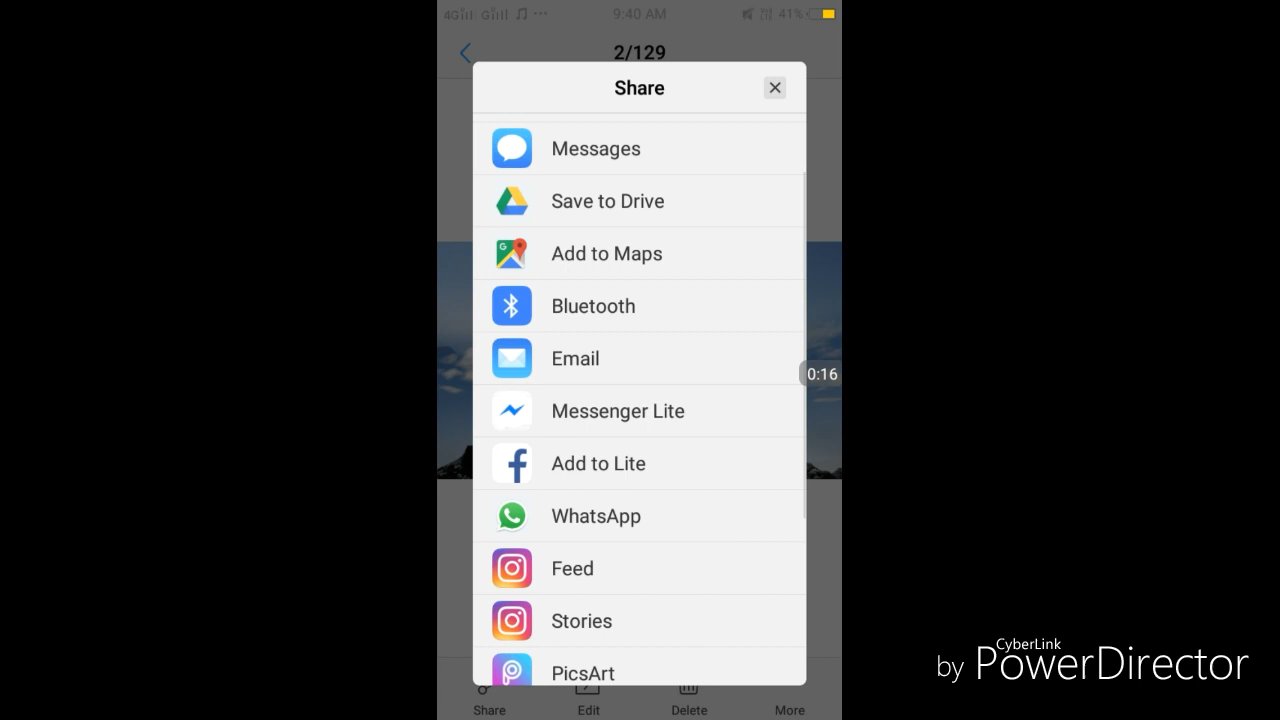 4G G ...
9:40 AM
41%
2/129
Share
Messages
Save to Drive
G
Add to Maps
Bluetooth
Email
Messenger Lite
0:16
Add to Lite
WhatsApp
Feed
Stories
PicsArt
Share Edit Delete More
CyberLink
by PowerDirector